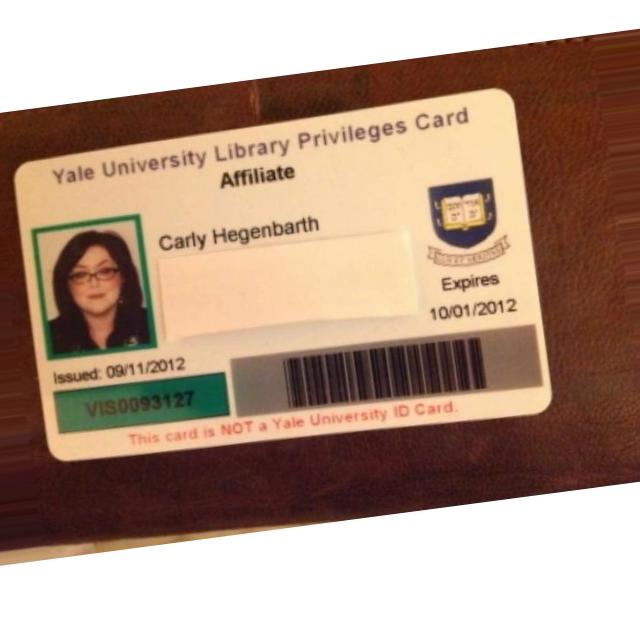 Yale University Library Privileges Card
Affiliate
Carly Hegenbarth
Expires
10/01/2012
Issued: 09/11/2012
VIS0093127
This card is NOT a Yale University ID Card.